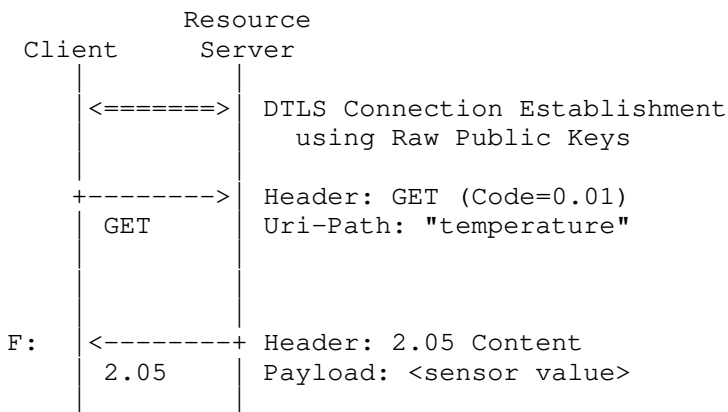 Resource
Client Server
<=======> DTLS Connection Establishment
using Raw Public Keys
+--------> Header: GET (Code=0.01)
GET Uri-Path: "temperature"
F: <--------+ Header: 2.05 Content
2.05 Payload: <sensor value>